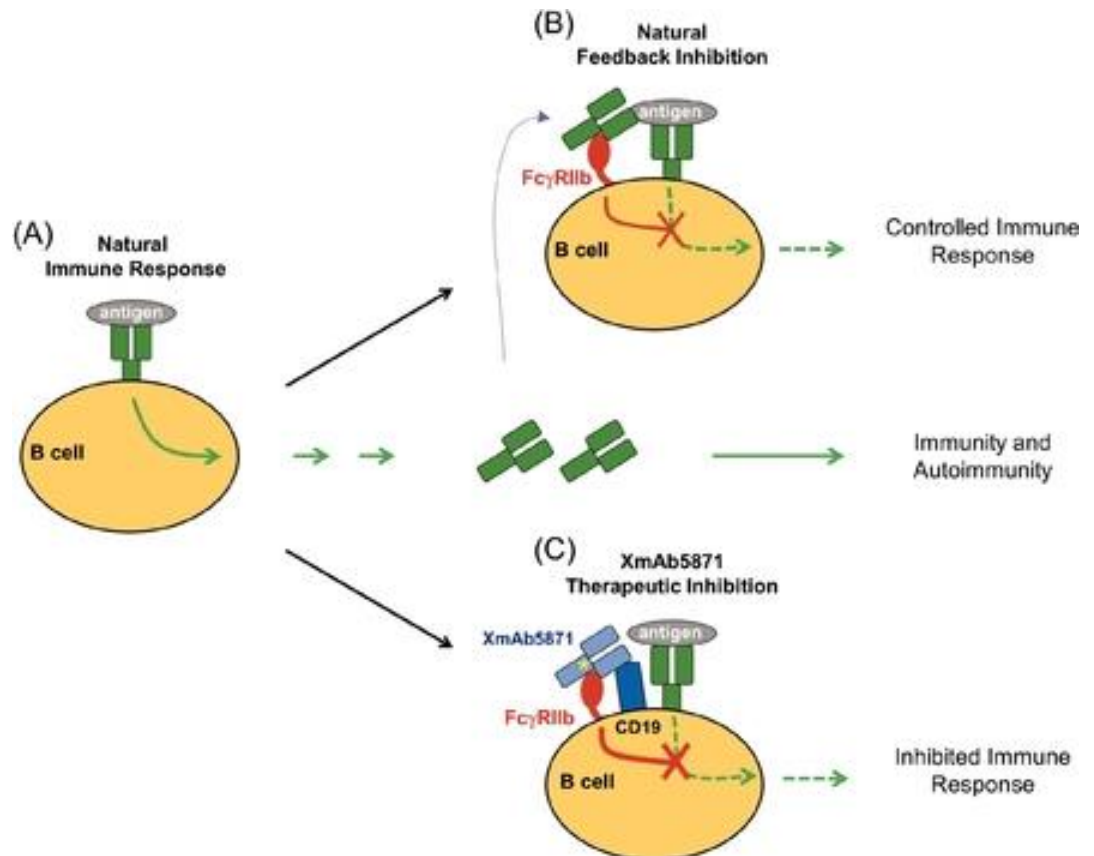 (A)
Natural
Immune Response
antigen
B cell
(B)
Natural
Feedback Inhibition
antigen
FcγRIIb
B cell
Controlled Immune
Response
Immunity and
Autoimmunity
(C)
XmAb5871
Therapeutic Inhibition
XmAb5871
antigen
FcγRIIb
CD19
B cell
Inhibited Immune
Response